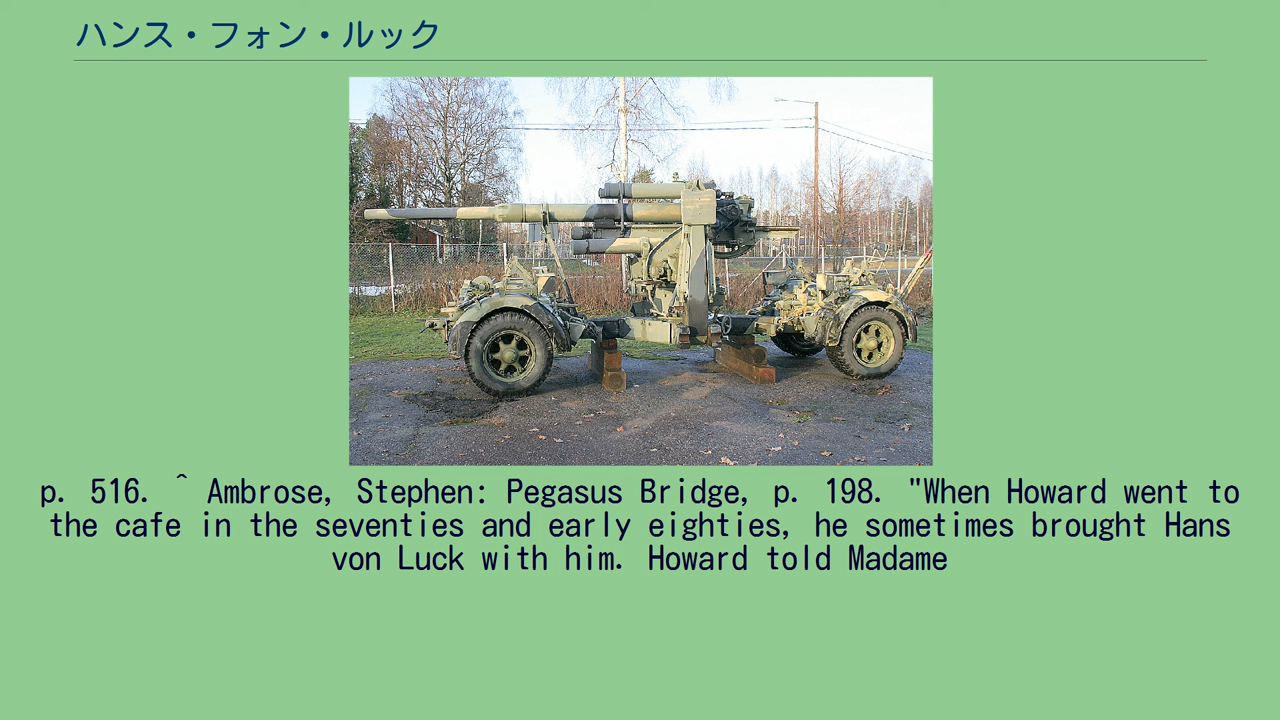 ハンス・フォン・ルック
p. 516. ^ Ambrose, Stephen: Pegasus Bridge, p. 198. "When Howard went to
the cafe in the seventies and early eighties, he sometimes brought Hans
von Luck with him. Howard told Madame